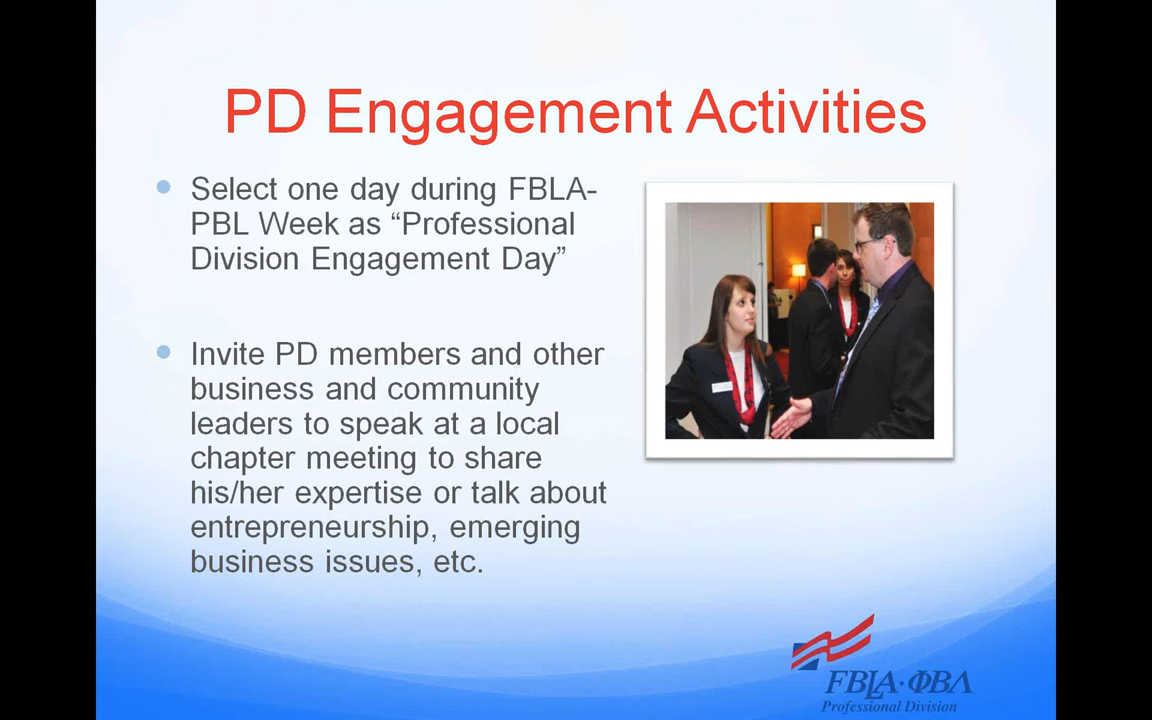 PD Engagement Activities
Select one day during FBLA-
PBL Week as “Professional
Division Engagement Day”
Invite PD members and other
business and community
leaders to speak at a local
chapter meeting to share
his/her expertise or talk about
entrepreneurship, emerging
business issues, etc.
FBLA·ΦΒΛ
Professional Division